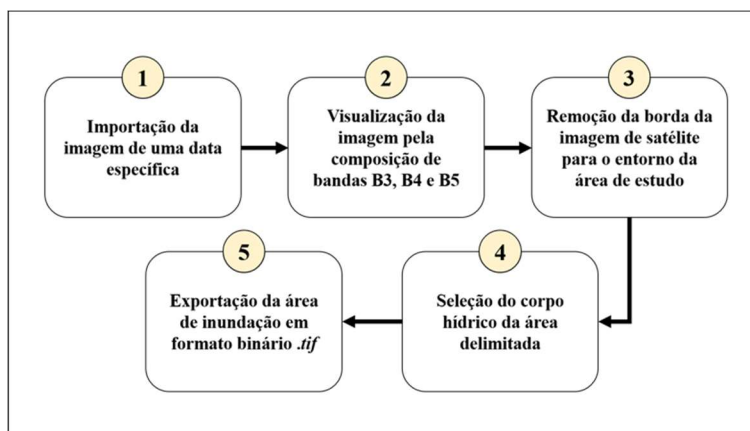 1
Importação da
imagem de uma data
específica
2
Visualização da
imagem pela
composição de
bandas B3, B4 e B5
3
Remoção da borda da
imagem de satélite
para o entorno da
área de estudo
4
Seleção do corpo
hídrico da área
delimitada
5
Exportação da área
de inundação em
formato binário .tif